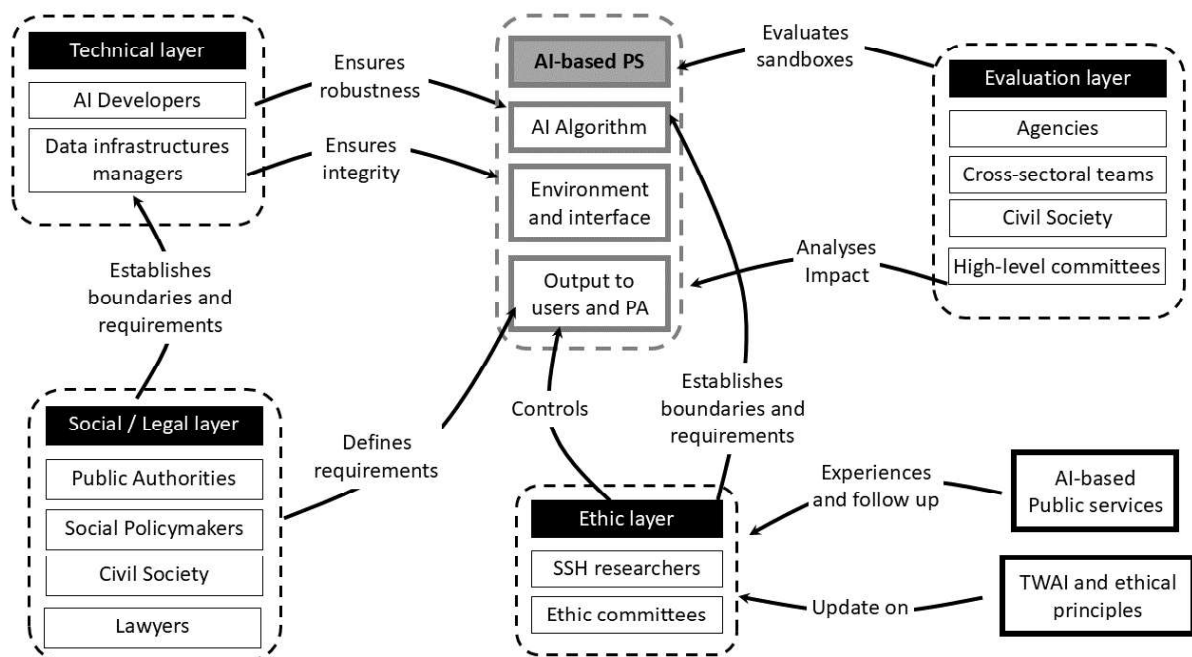 Technical layer
AI Developers
Data infrastructures
managers
Ensures
robustness
Ensures
integrity
AI-based PS
AI Algorithm
Environment
and interface
Output to
users and PA
Evaluates
sandboxes
Evaluation layer
Agencies
Cross-sectoral teams
Civil Society
High-level committees
Analyses
Impact
Establishes
boundaries and
requirements
Social / Legal layer
Public Authorities
Social Policymakers
Civil Society
Lawyers
Defines
requirements
Controls
Establishes
boundaries and
requirements
Ethic layer
SSH researchers
Ethic committees
Experiences
and follow up
AI-based
Public services
Update on
TWAI and ethical
principles